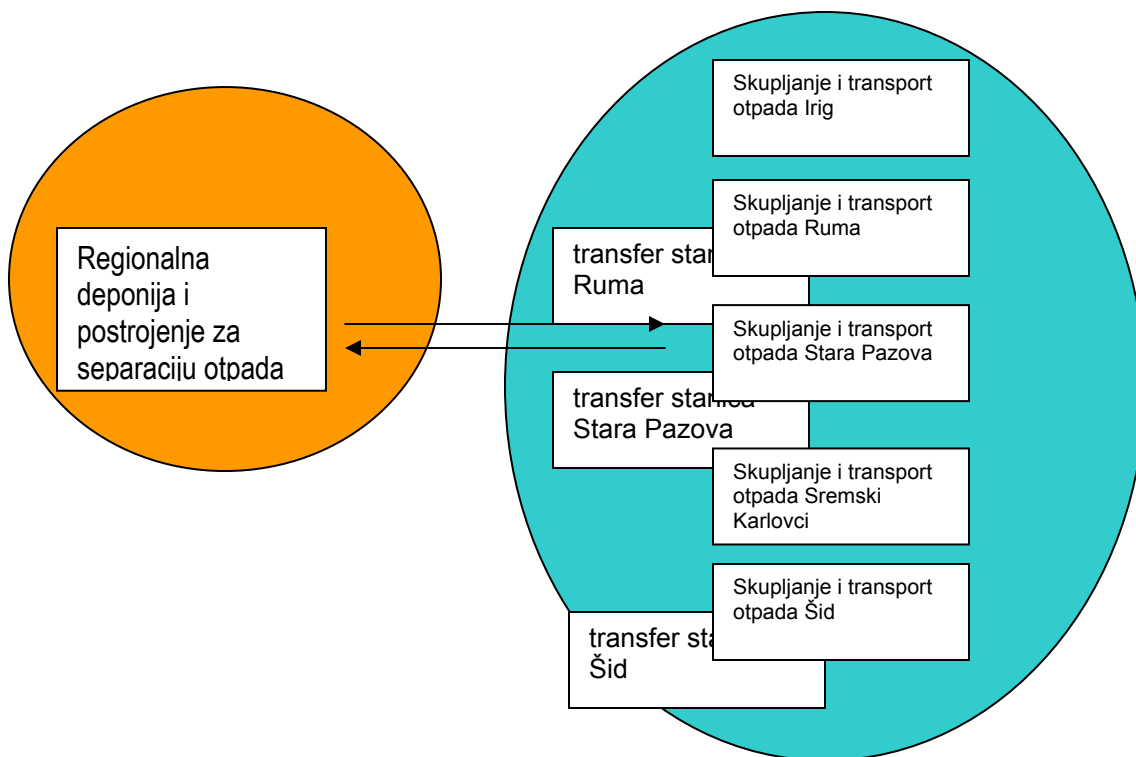 Regionalna
deponija i
postrojenje za
separaciju otpada
transfer
Ruma
transfer stanica
Stara Pazova
transfer
Šid
Skupljanje i transport
otpada Irig
Skupljanje i transport
otpada Ruma
Skupljanje i transport
otpada Stara Pazova
Skupljanje i transport
otpada Sremski
Karlovci
Skupljanje i transport
otpada Šid